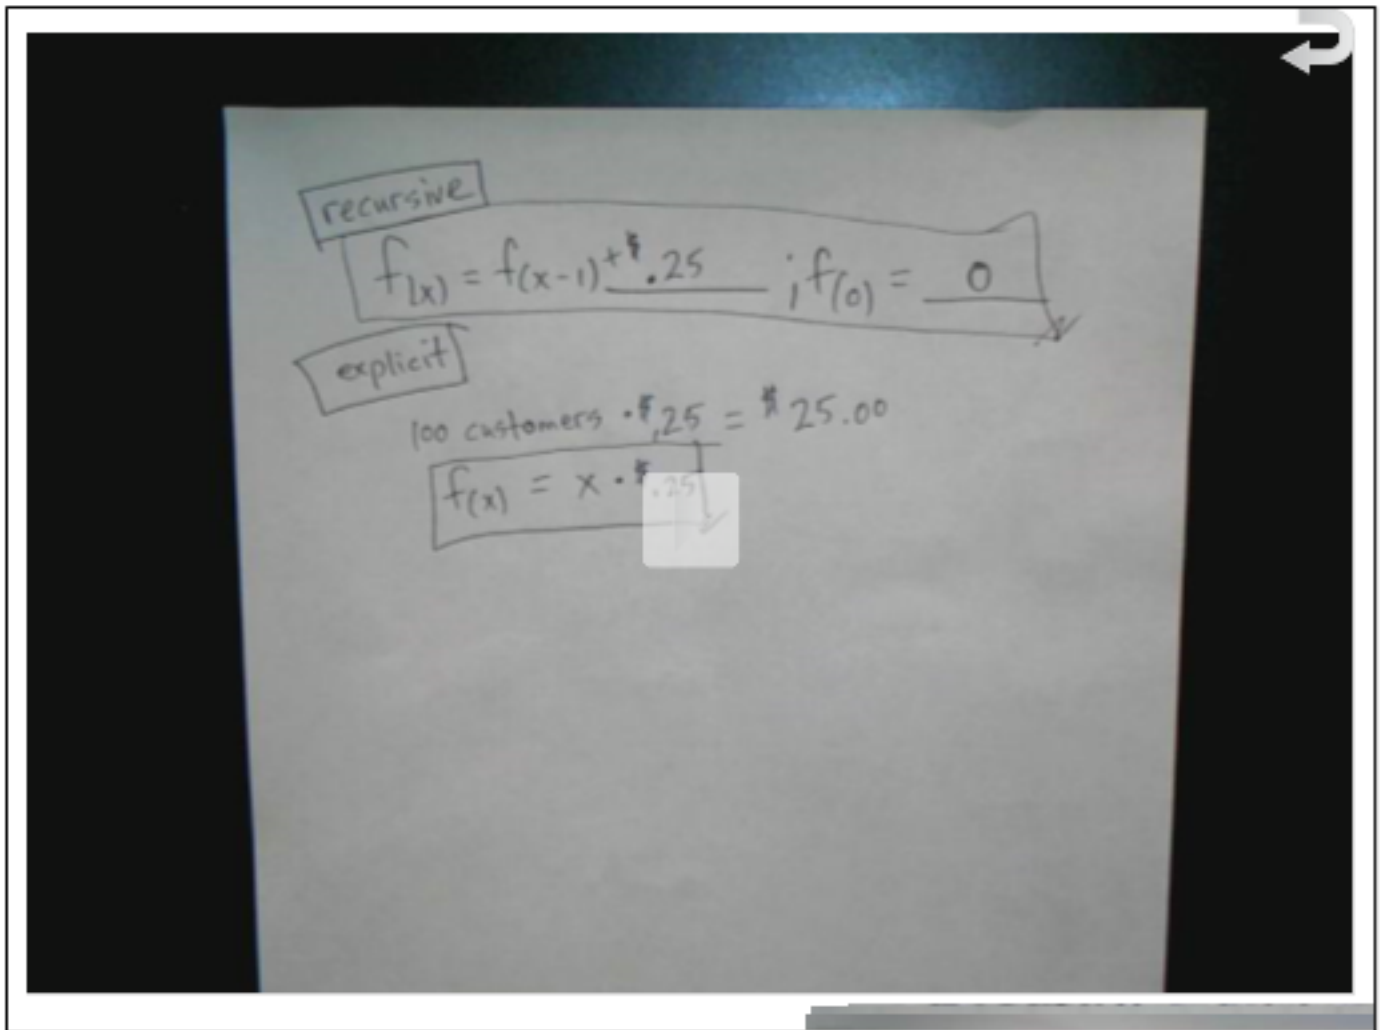 recursive
f(x) = f(x-1) + $.25 ; f(0) = 0
explicit
100 customers · $.25 = $25.00
f(x) = x · $.25